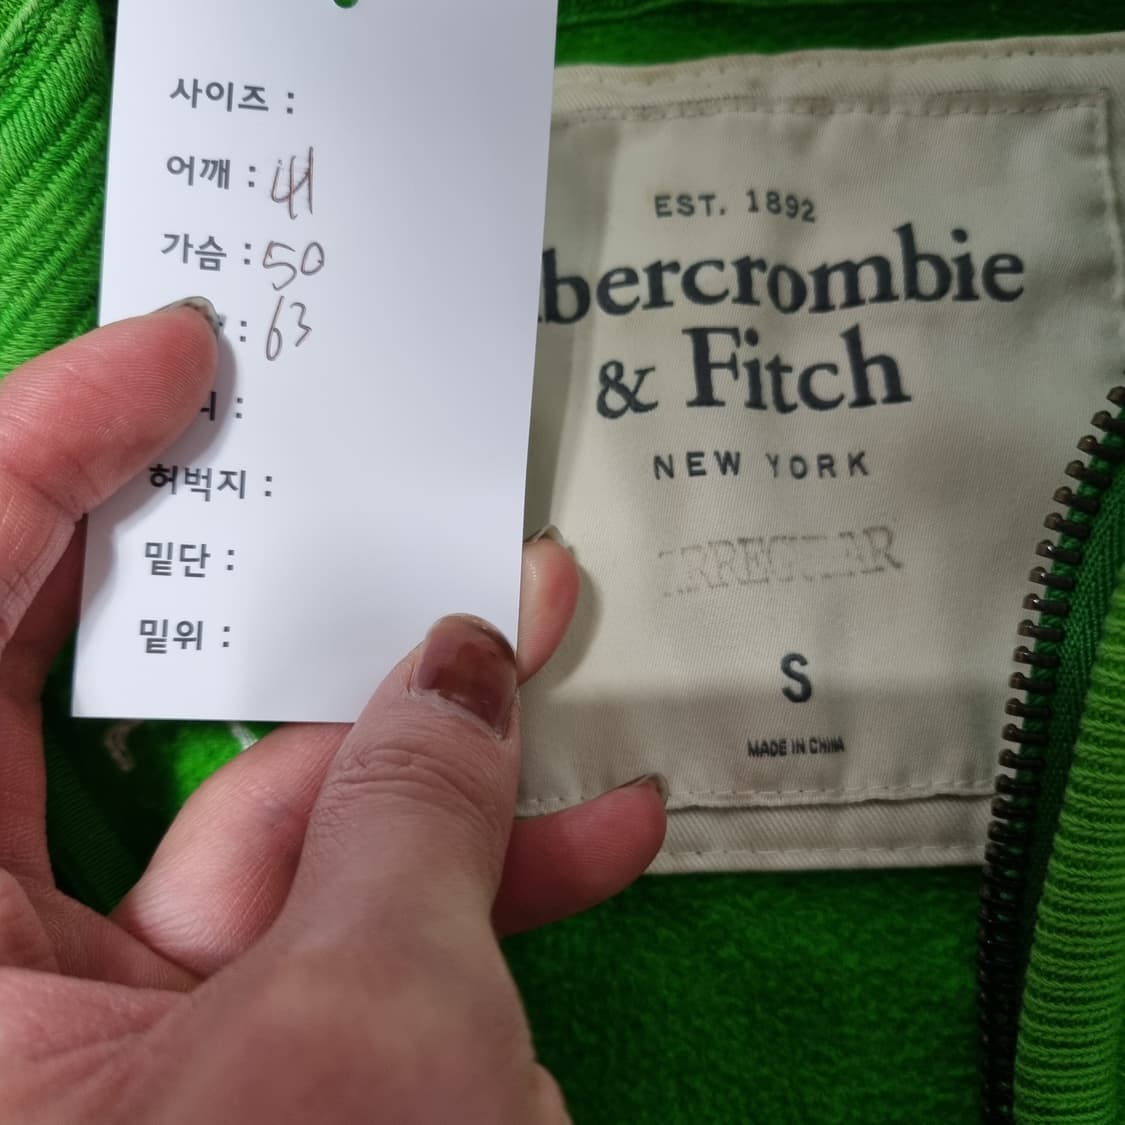 사이즈 :
어깨 : 41
가슴 : 50
: 63
:
허벅지 :
밑단 :
밑위 :
EST. 1892
bercrombie
& Fitch
NEW YORK
IRREGULAR
S
MADE IN CHINA